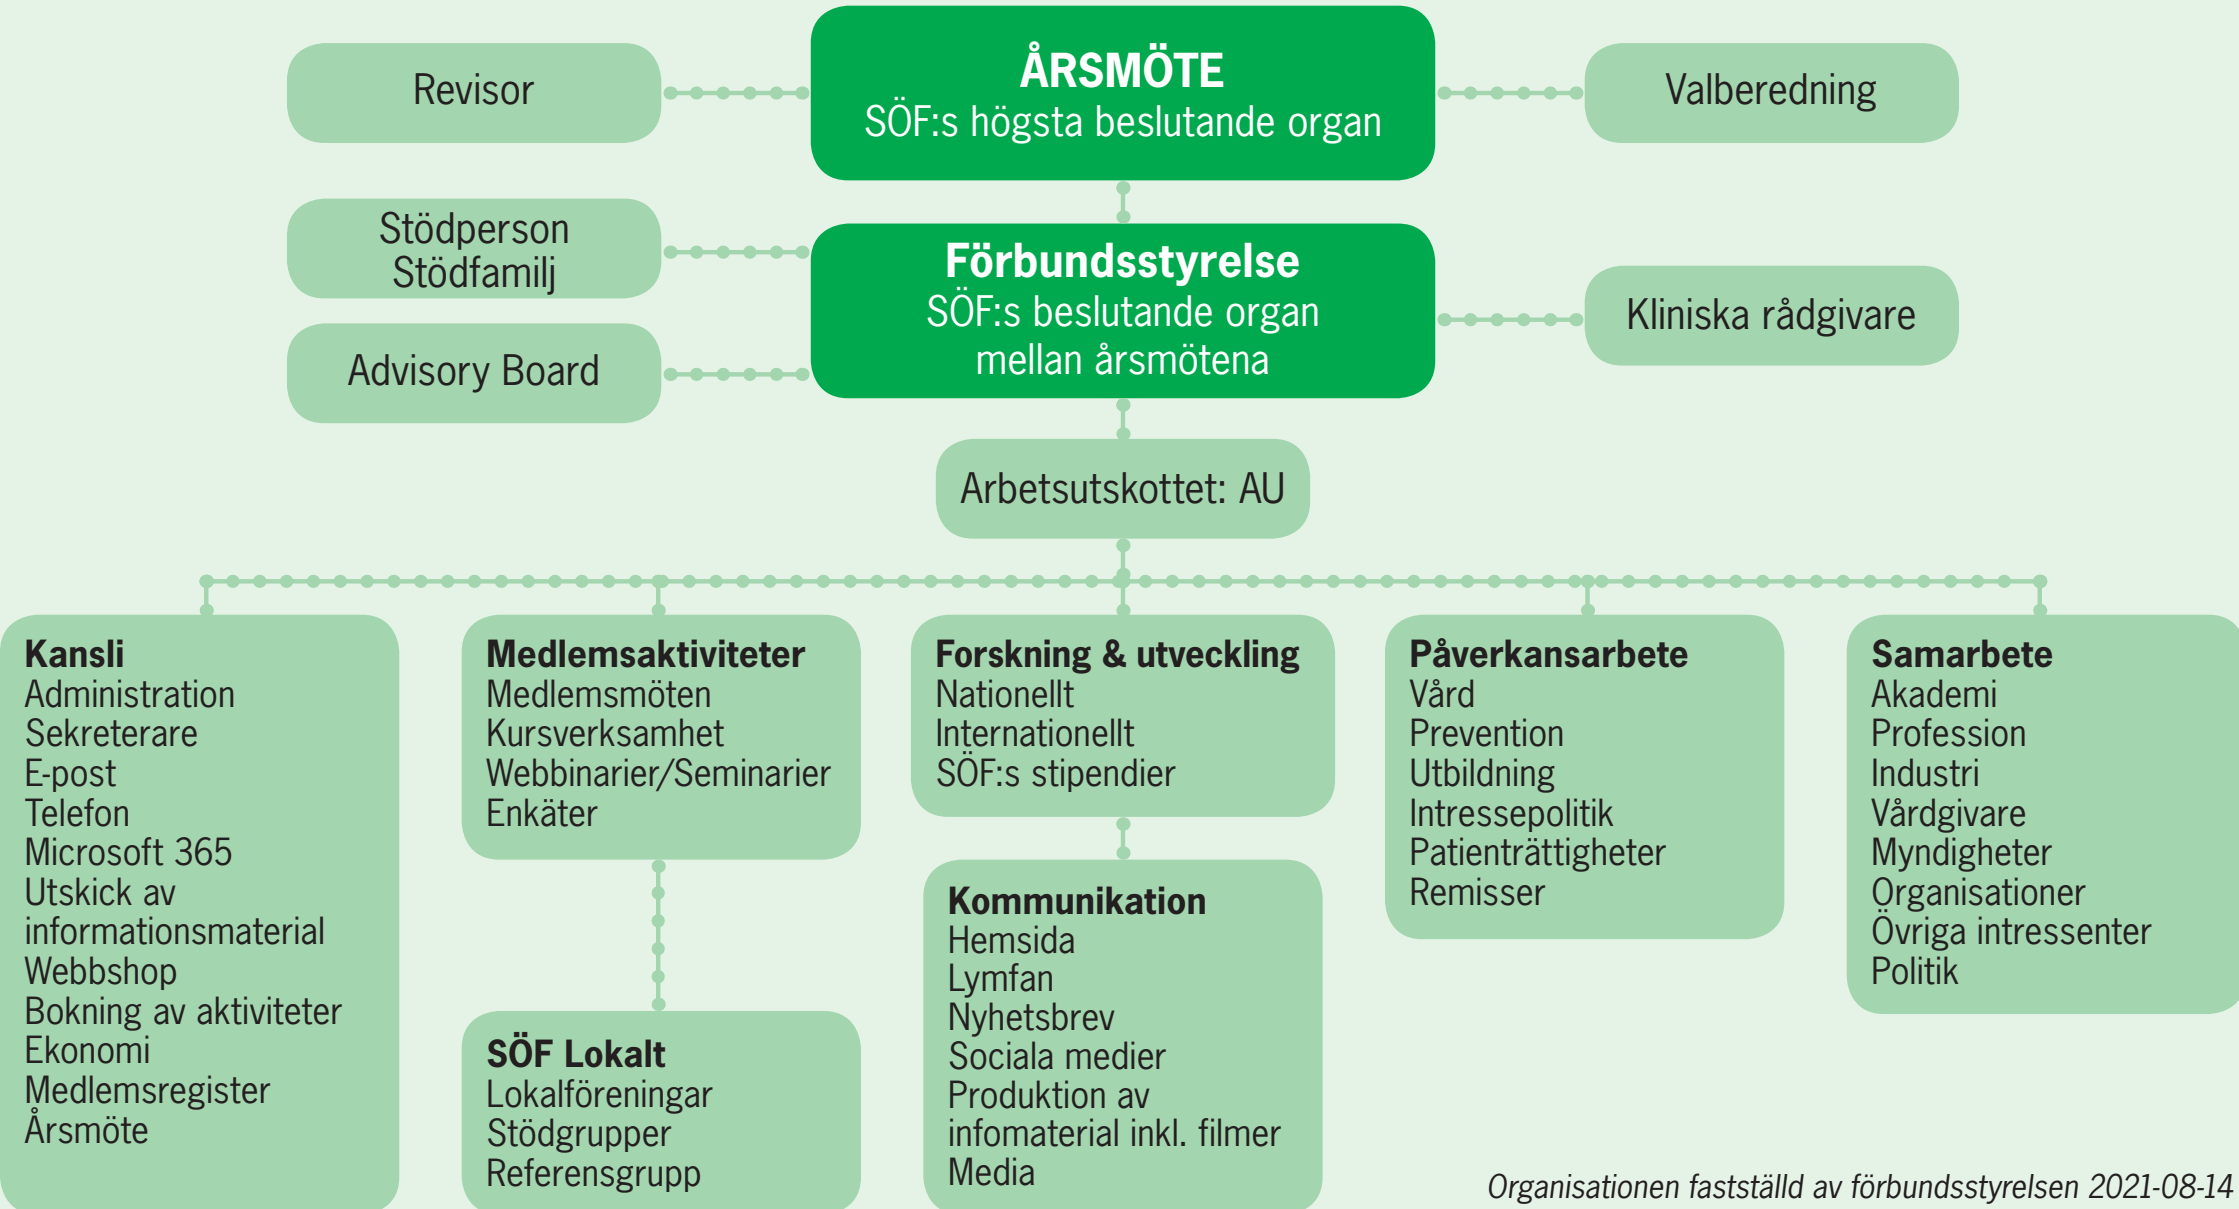 Revisor
ÅRSMÖTE
SÖF:s högsta beslutande organ
Valberedning
Stödperson
Stödfamilj
Förbundsstyrelse
SÖF:s beslutande organ
mellan årsmötena
Kliniska rådgivare
Advisory Board
Arbetsutskottet: AU
Kansli
Administration
Sekreterare
E-post
Telefon
Microsoft 365
Utskick av
informationsmaterial
Webbshop
Bokning av aktiviteter
Ekonomi
Medlemsregister
Årsmöte
Medlemsaktiviteter
Medlemsmöten
Kursverksamhet
Webbinarier/Seminarier
Enkäter
SÖF Lokalt
Lokalföreningar
Stödgrupper
Referensgrupp
Forskning & utveckling
Nationellt
Internationellt
SÖF:s stipendier
Kommunikation
Hemsida
Lymfan
Nyhetsbrev
Sociala medier
Produktion av
infomaterial inkl. filmer
Media
Påverkansarbete
Vård
Prevention
Utbildning
Intressepolitik
Patienträttigheter
Remisser
Samarbete
Akademi
Profession
Industri
Vårdgivare
Myndigheter
Organisationer
Övriga intressenter
Politik
Organisationen fastställd av förbundsstyrelsen 2021-08-14